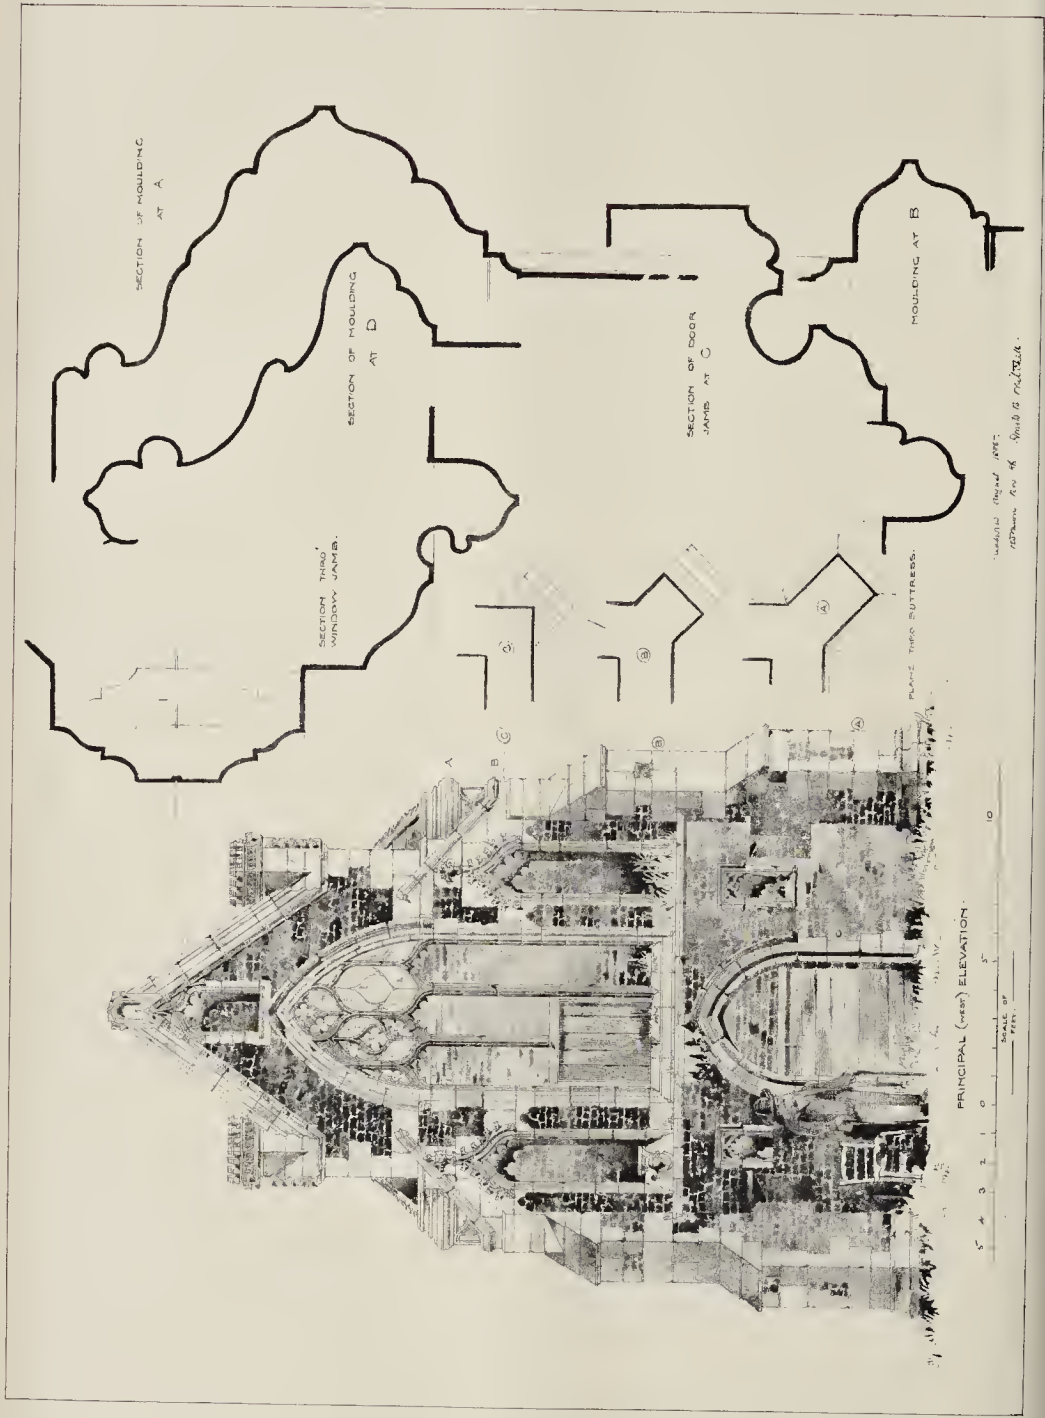 SECTION OF MOULDING
AT A
SECTION OF MOULDING
AT D
SECTION THRO'
WINDOW JAMB.
SECTION OF DOOR
JAMB AT C
MOULDING AT B
C
B
A
PLANS THRO BUTTRESS.
A
B
C
B
A
C
PRINCIPAL (WEST) ELEVATION.
5 4 3 2 1 0 5 10
SCALE OF
FEET.